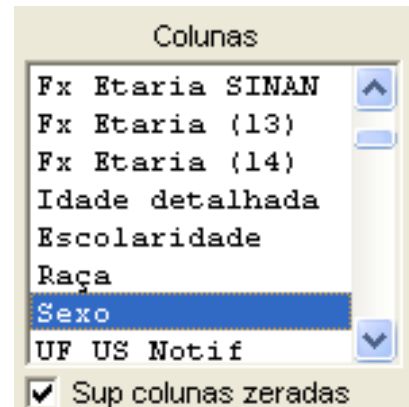 Colunas
Fx Etaria SINAN
Fx Etaria (13)
Fx Etaria (14)
Idade detalhada
Escolaridade
Raça
Sexo
UF US Notif
Sup colunas zeradas